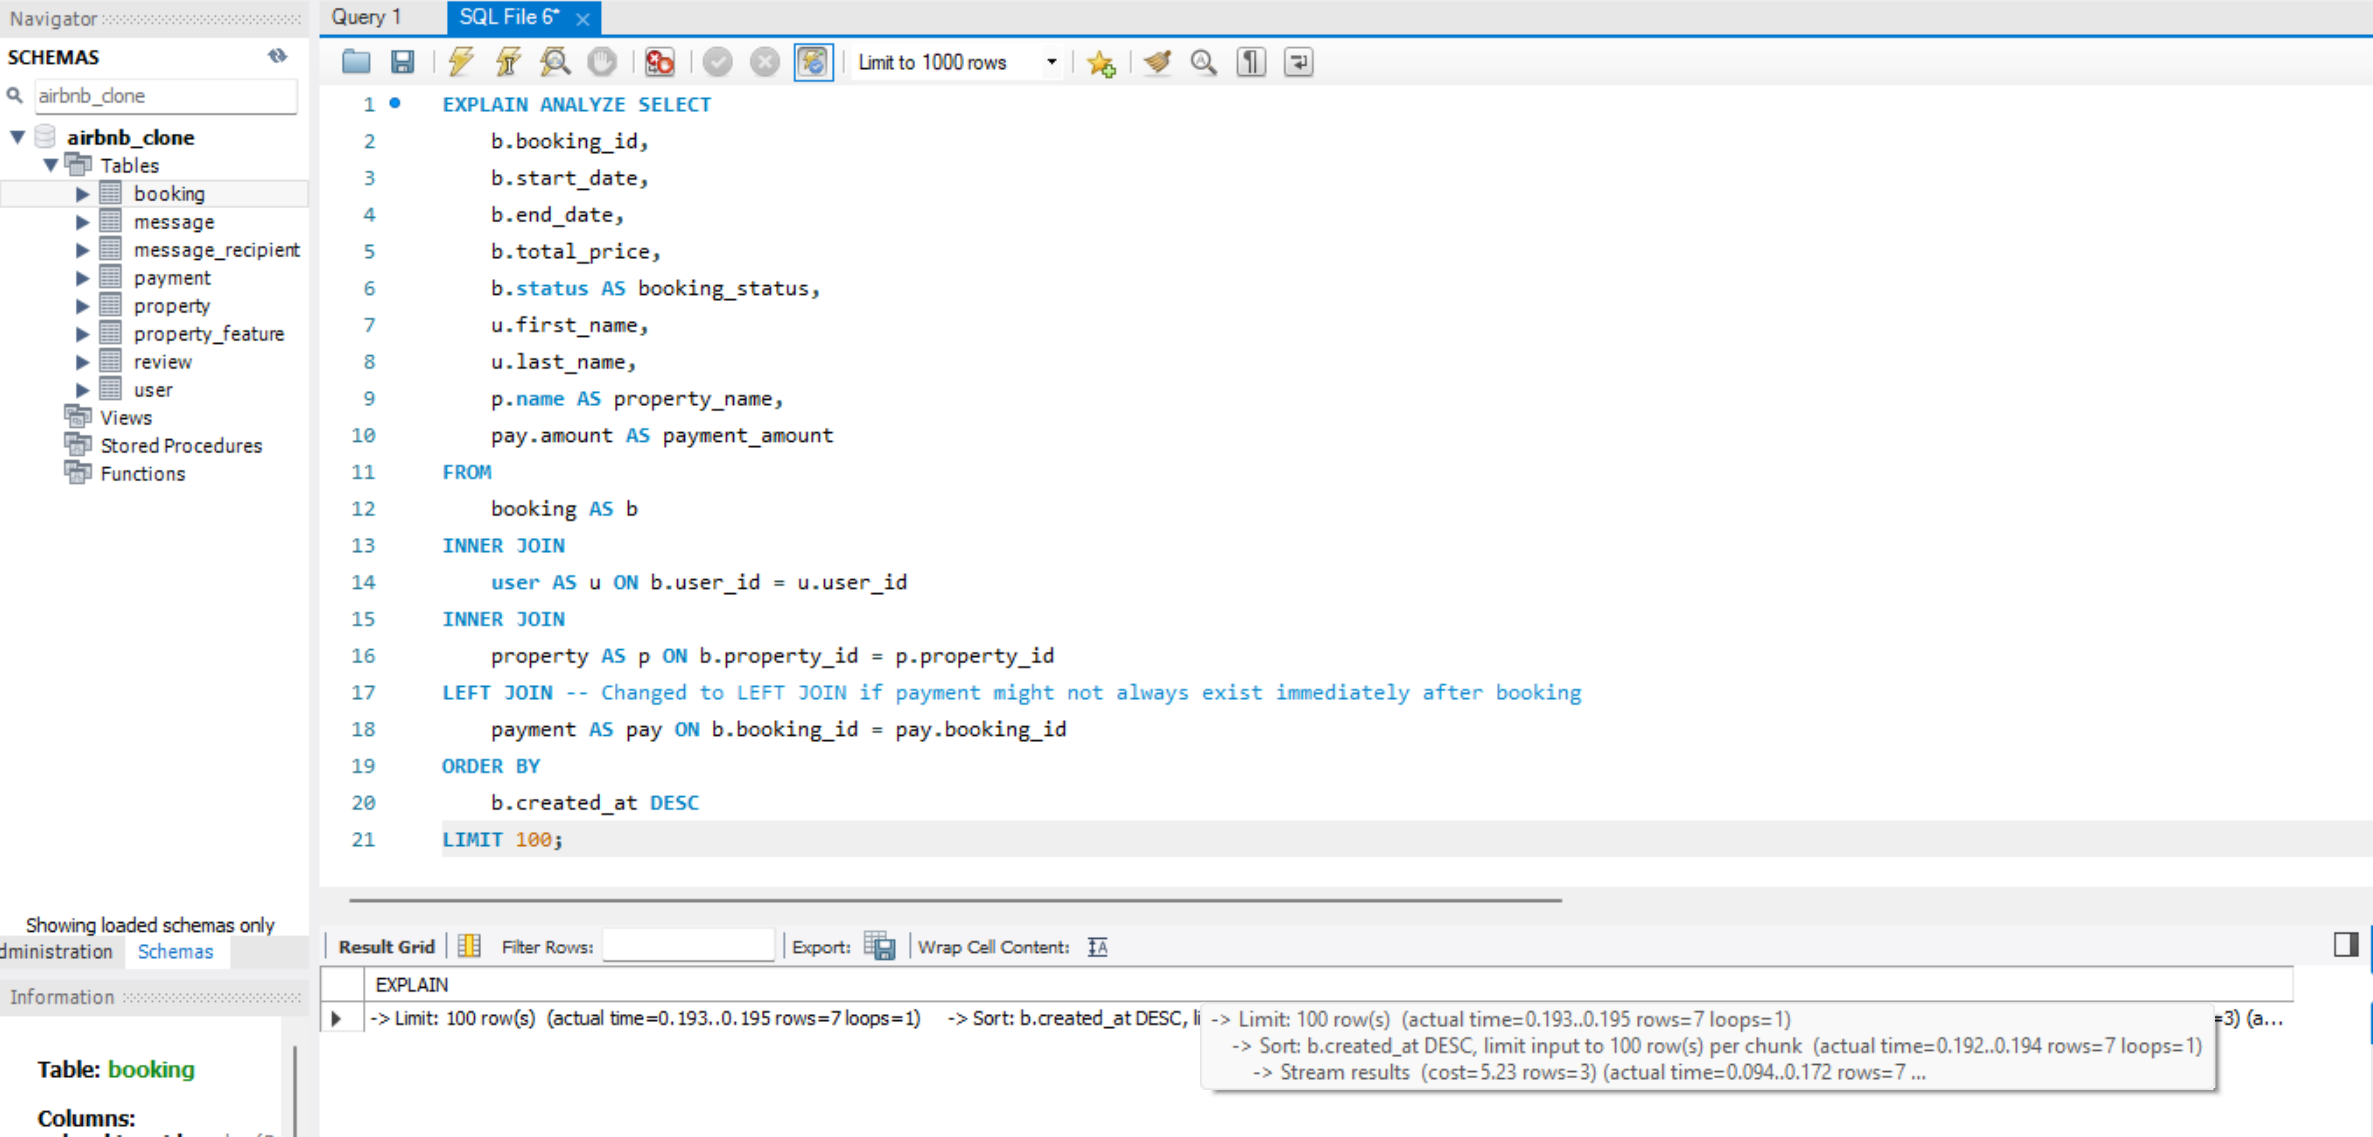 Navigator
SCHEMAS
airbnb_clone
airbnb_clone
Tables
booking
message
message_recipient
payment
property
property_feature
review
user
Views
Stored Procedures
Functions
Showing loaded schemas only
dministration Schemas
Information
Table: booking
Columns:
Query 1 SQL File 6*
Limit to 1000 rows
1 EXPLAIN ANALYZE SELECT
2 b.booking_id,
3 b.start_date,
4 b.end_date,
5 b.total_price,
6 b.status AS booking_status,
7 u.first_name,
8 u.last_name,
9 p.name AS property_name,
10 pay.amount AS payment_amount
11 FROM
12 booking AS b
13 INNER JOIN
14 user AS u ON b.user_id = u.user_id
15 INNER JOIN
16 property AS p ON b.property_id = p.property_id
17 LEFT JOIN -- Changed to LEFT JOIN if payment might not always exist immediately after booking
18 payment AS pay ON b.booking_id = pay.booking_id
19 ORDER BY
20 b.created_at DESC
21 LIMIT 100;
Result Grid Filter Rows: Export: Wrap Cell Content:
EXPLAIN
-> Limit: 100 row(s) (actual time=0.193..0.195 rows=7 loops=1) -> Sort: b.created_at DESC, li =3) (a...
-> Limit: 100 row(s) (actual time=0.193..0.195 rows=7 loops=1)
-> Sort: b.created_at DESC, limit input to 100 row(s) per chunk (actual time=0.192..0.194 rows=7 loops=1)
-> Stream results (cost=5.23 rows=3) (actual time=0.094..0.172 rows=7 ...